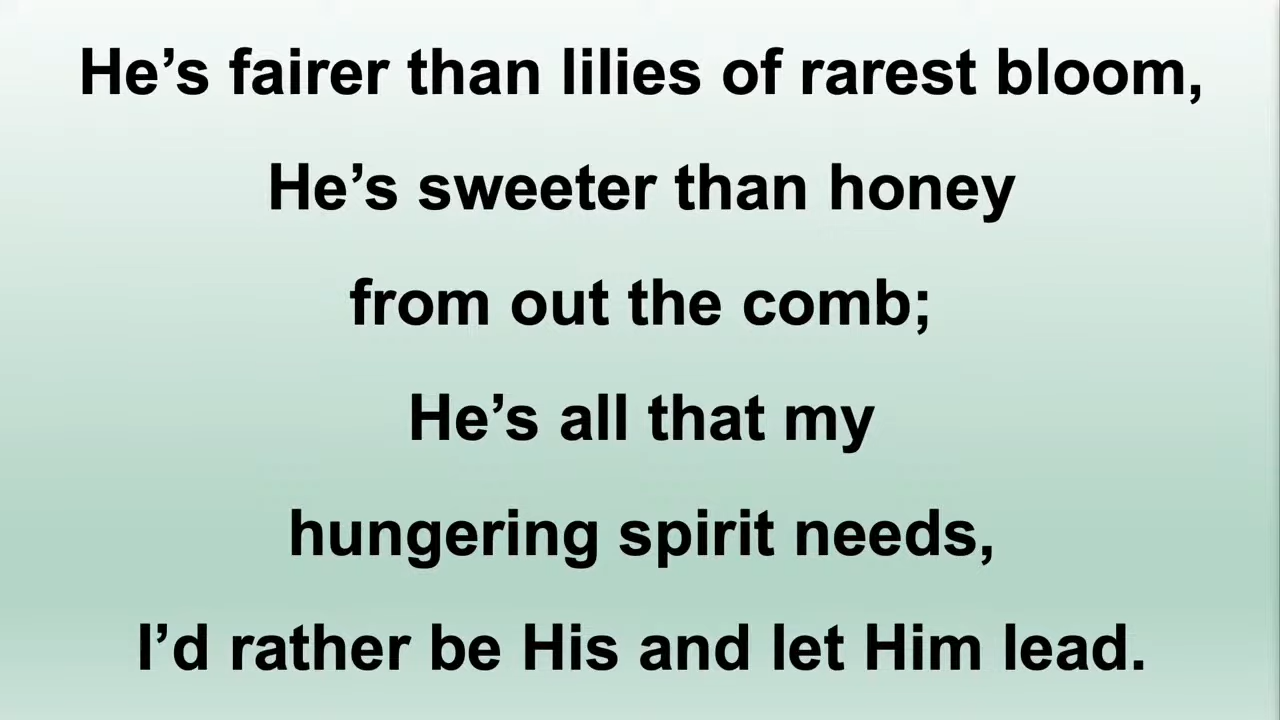 He’s fairer than lilies of rarest bloom,
He’s sweeter than honey
from out the comb;
He’s all that my
hungering spirit needs,
I’d rather be His and let Him lead.